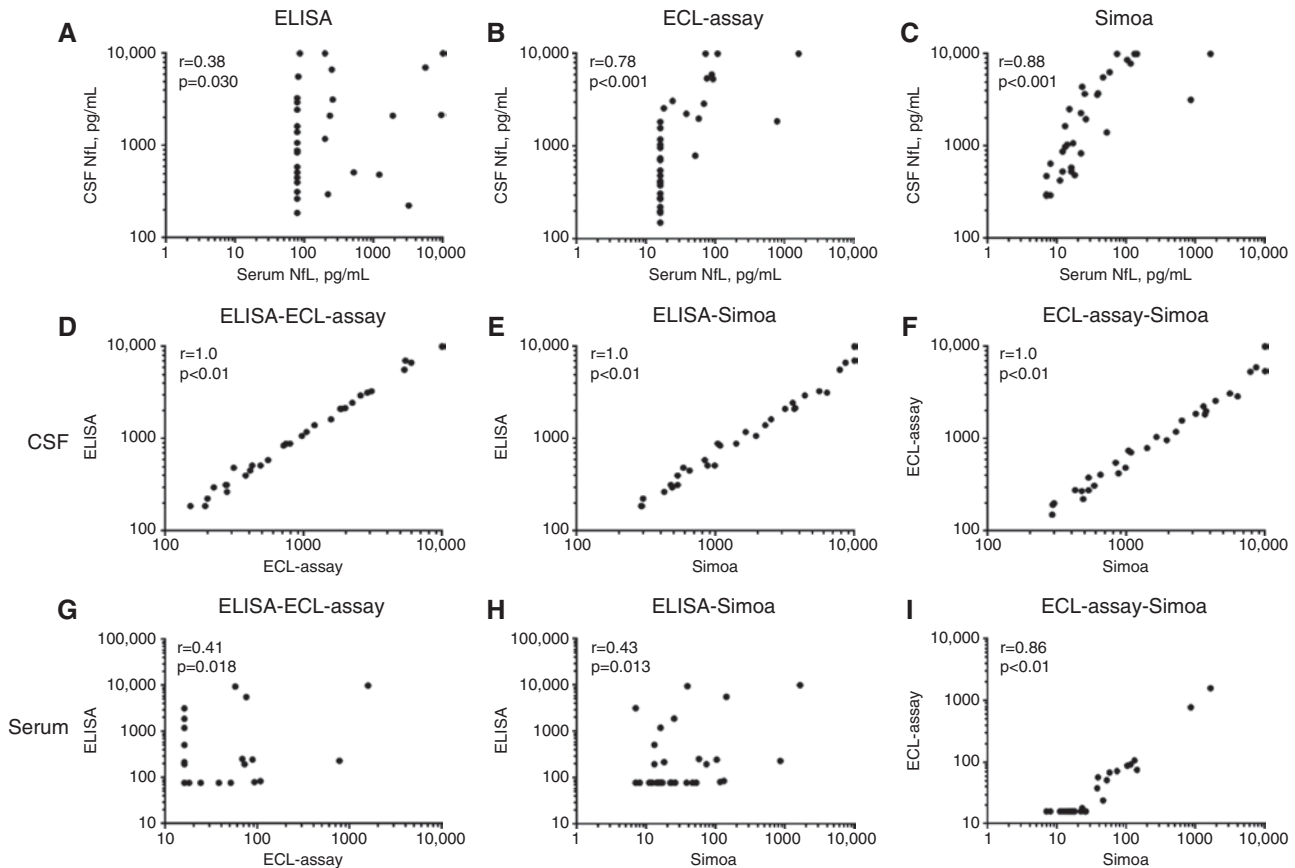 A
ELISA
r=0.38
p=0.030
CSF NfL, pg/mL
10,000
1000
100
1
10
100
1000
10,000
Serum NfL, pg/mL
B
ECL-assay
r=0.78
p<0.001
CSF NfL, pg/mL
10,000
1000
100
1
10
100
1000
10,000
Serum NfL, pg/mL
C
Simoa
r=0.88
p<0.001
CSF NfL, pg/mL
10,000
1000
100
1
10
100
1000
10,000
Serum NfL, pg/mL
CSF
D
ELISA-ECL-assay
r=1.0
p<0.01
ELISA
10,000
1000
100
100
1000
10,000
ECL-assay
E
ELISA-Simoa
r=1.0
p<0.01
ELISA
10,000
1000
100
100
1000
10,000
Simoa
F
ECL-assay-Simoa
r=1.0
p<0.01
ECL-assay
10,000
1000
100
100
1000
10,000
Simoa
Serum
G
ELISA-ECL-assay
r=0.41
p=0.018
ELISA
100,000
10,000
1000
100
10
10
100
1000
10,000
ECL-assay
H
ELISA-Simoa
r=0.43
p=0.013
ELISA
100,000
10,000
1000
100
10
1
10
100
1000
10,000
Simoa
I
ECL-assay-Simoa
r=0.86
p<0.01
ECL-assay
10,000
1000
100
10
1
10
100
1000
10,000
Simoa